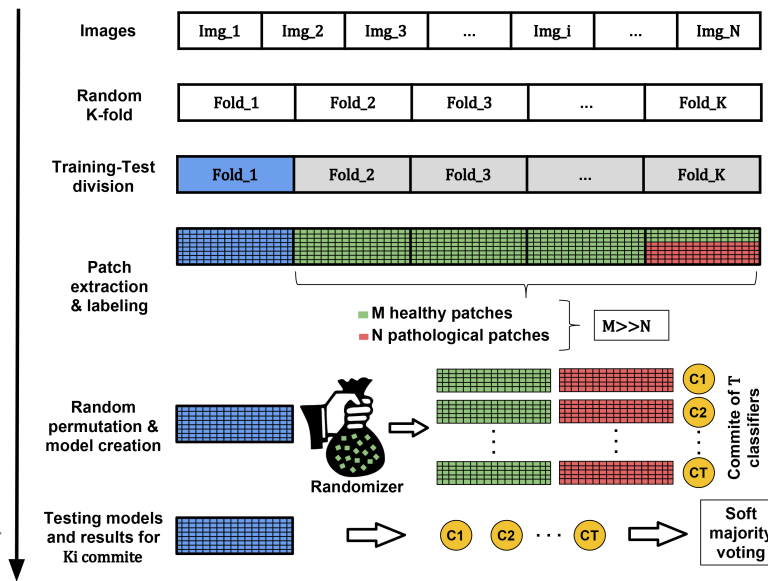 Images
Img_1 Img_2 Img_3 ... Img_i ... Img_N
Random
K-fold
Fold_1 Fold_2 Fold_3 ... Fold_K
Training-Test
division
Fold_1 Fold_2 Fold_3 ... Fold_K
Patch
extraction
& labeling
M healthy patches
N pathological patches
M>>N
Random
permutation &
model creation
Randomizer
C1
C2
CT
Commite of T
classifiers
Testing models
and results for
Ki commite
C1 C2 ... CT
Soft
majority
voting